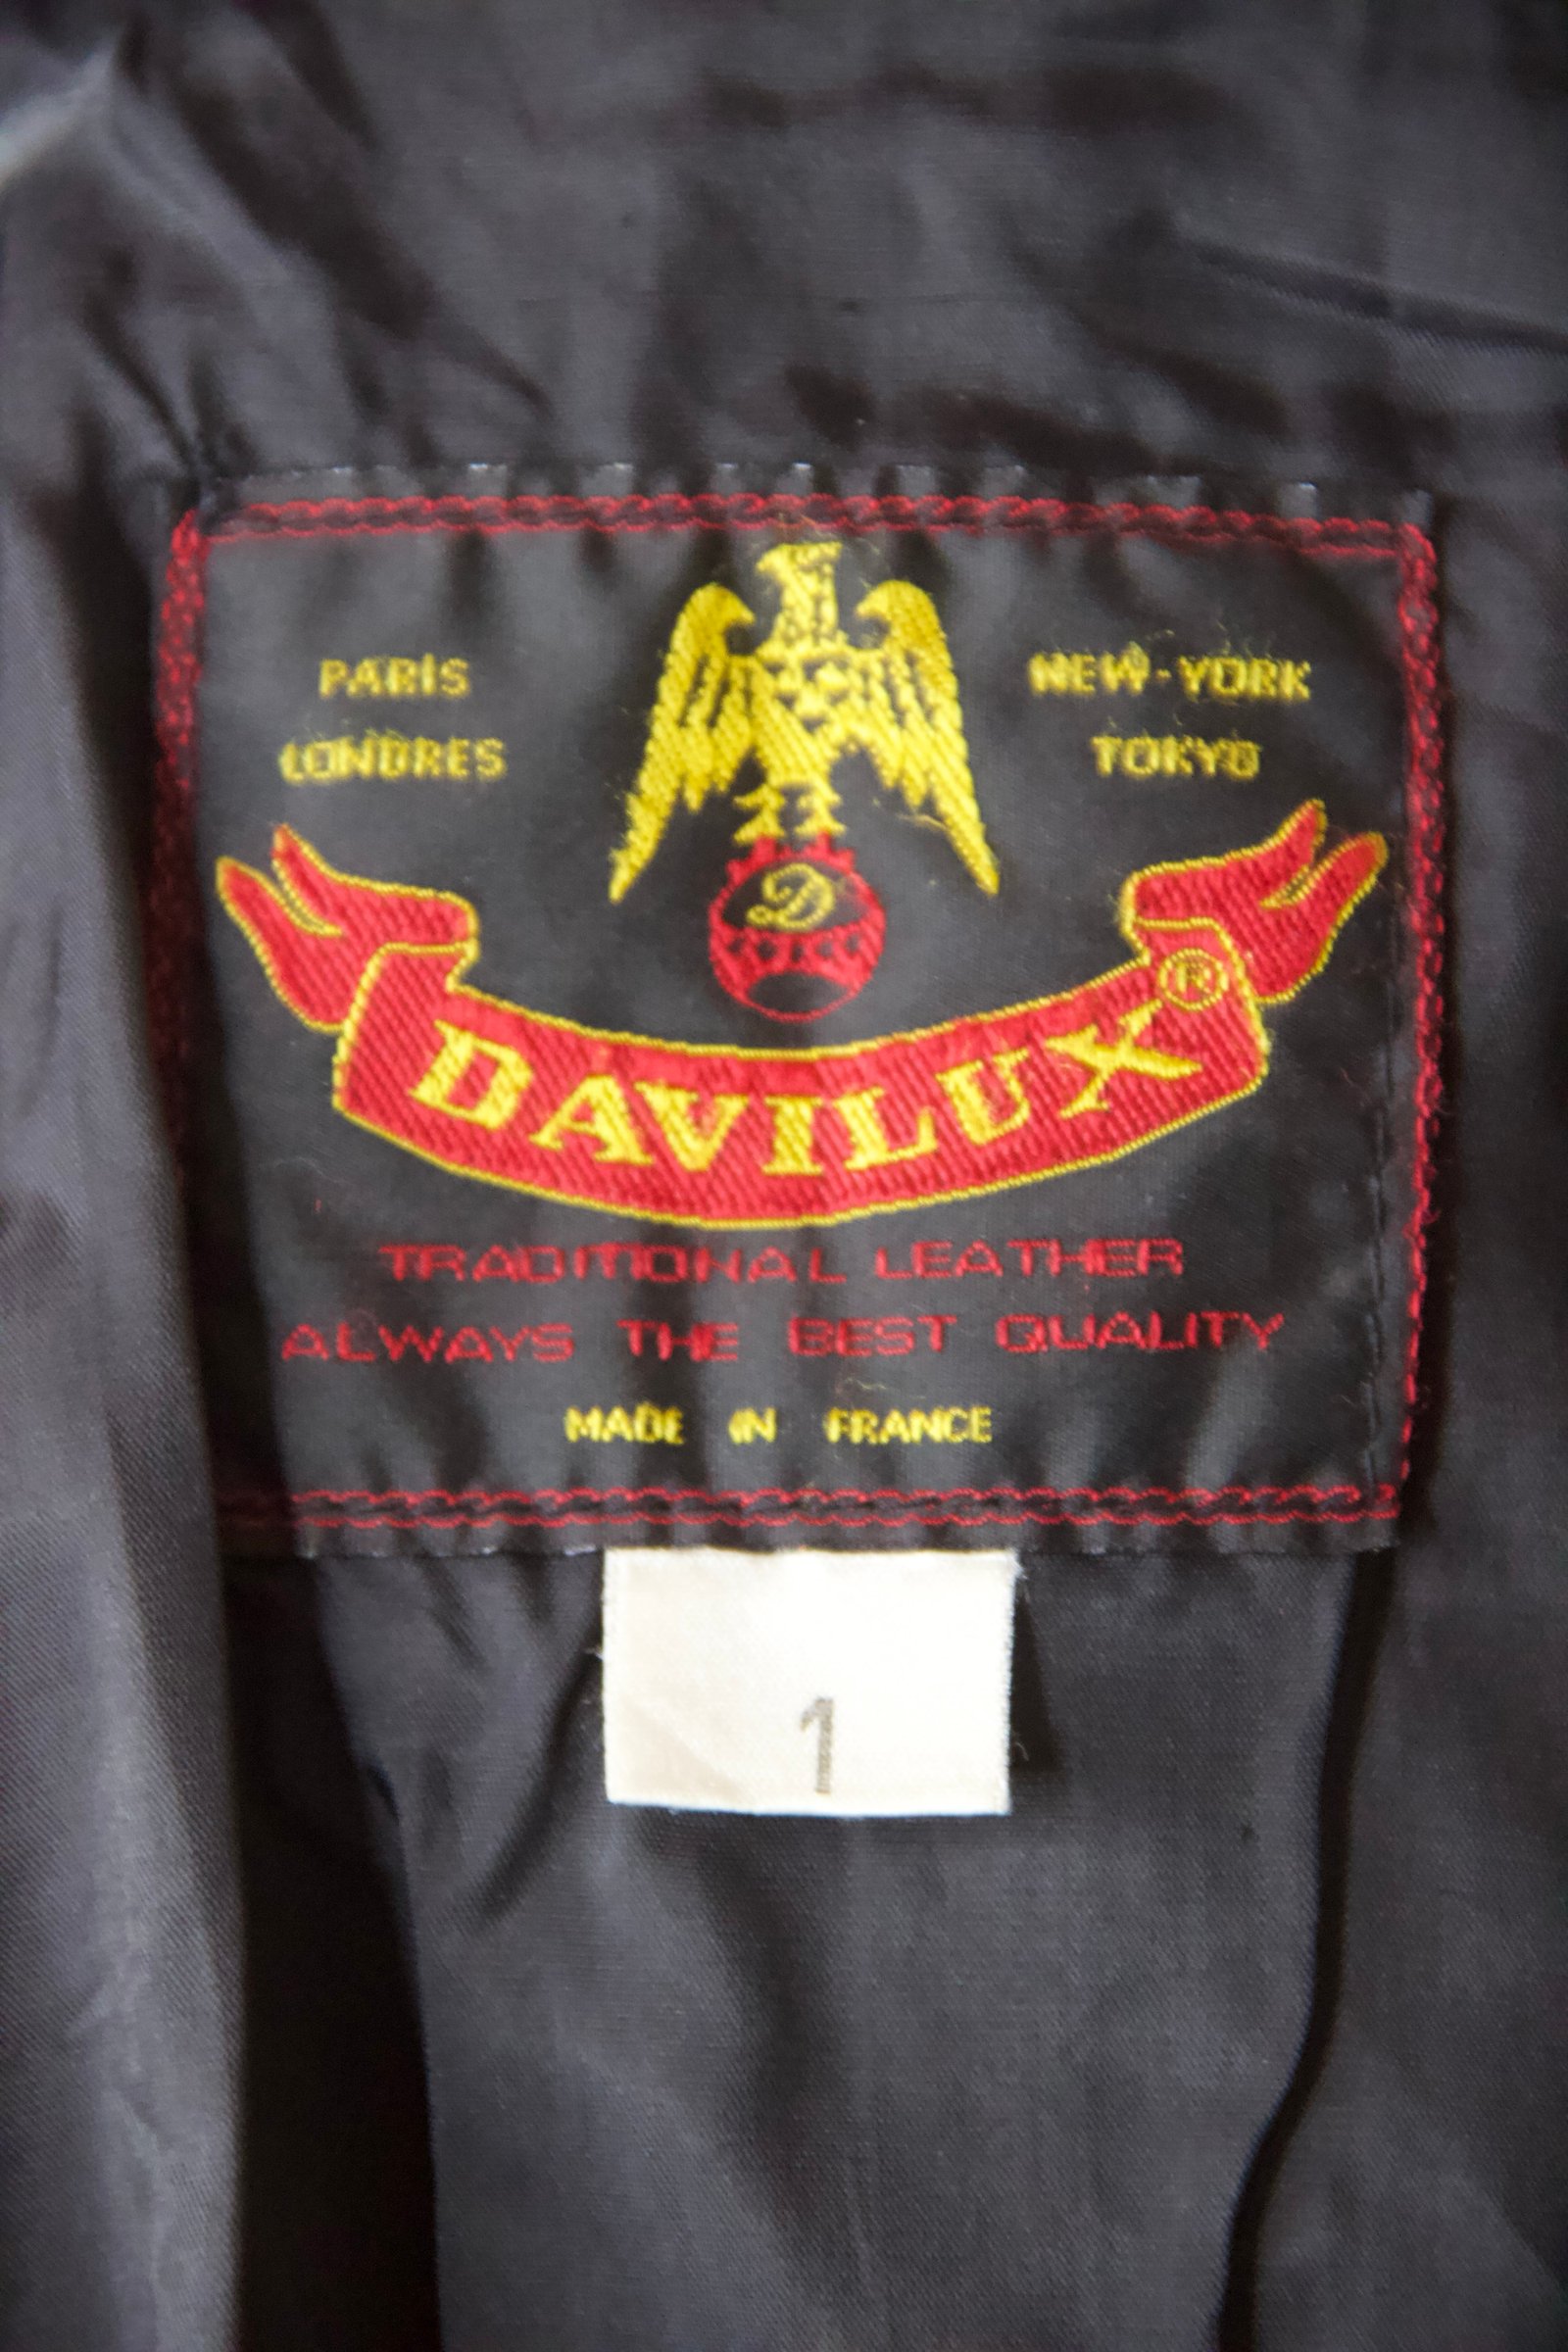 PARIS
LONDRES
NEW-YORK
TOKYO
D
DAVILUX®
TRADITIONAL LEATHER
ALWAYS THE BEST QUALITY
MADE IN FRANCE
1